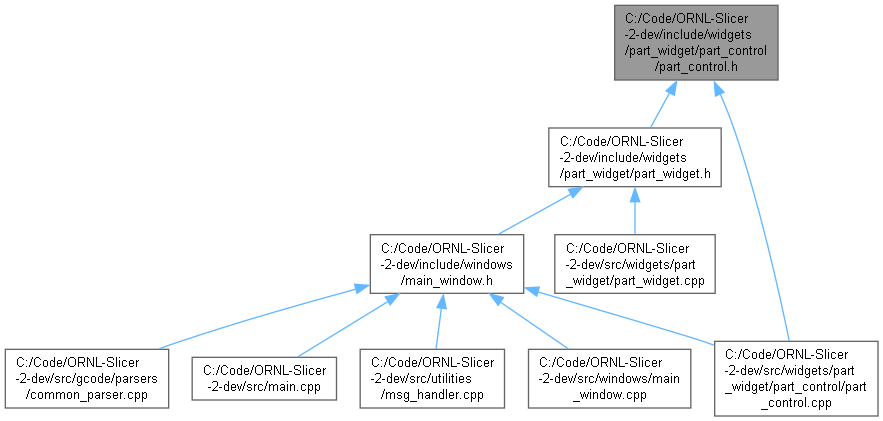 C:/Code/ORNL-Slicer
-2-dev/include/widgets
/part_widget/part_control
/part_control.h
C:/Code/ORNL-Slicer
-2-dev/include/widgets
/part_widget/part_widget.h
C:/Code/ORNL-Slicer
-2-dev/include/windows
/main_window.h
C:/Code/ORNL-Slicer
-2-dev/src/widgets/part
_widget/part_widget.cpp
C:/Code/ORNL-Slicer
-2-dev/src/gcode/parsers
/common_parser.cpp
C:/Code/ORNL-Slicer
-2-dev/src/main.cpp
C:/Code/ORNL-Slicer
-2-dev/src/utilities
/msg_handler.cpp
C:/Code/ORNL-Slicer
-2-dev/src/windows/main
_window.cpp
C:/Code/ORNL-Slicer
-2-dev/src/widgets/part
_widget/part_control/part
_control.cpp